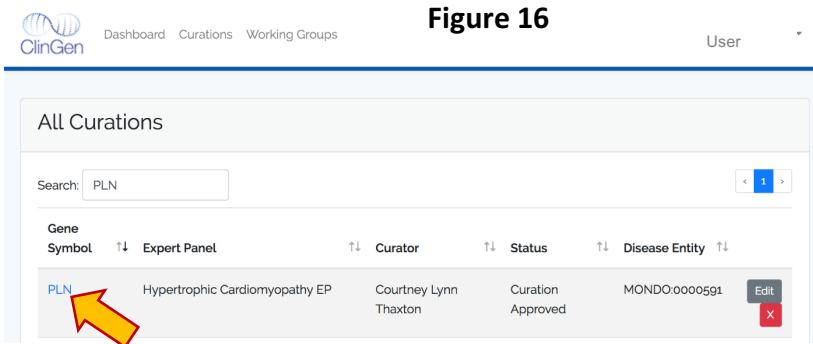 Figure 16
ClinGen
Dashboard Curations Working Groups
User
All Curations
Search: PLN
‹ 1 ›
Gene Symbol ↑↓ Expert Panel ↑↓ Curator ↑↓ Status ↑↓ Disease Entity ↑↓
PLN Hypertrophic Cardiomyopathy EP Courtney Lynn Curation MONDO:0000591 Edit
Thaxton Approved X